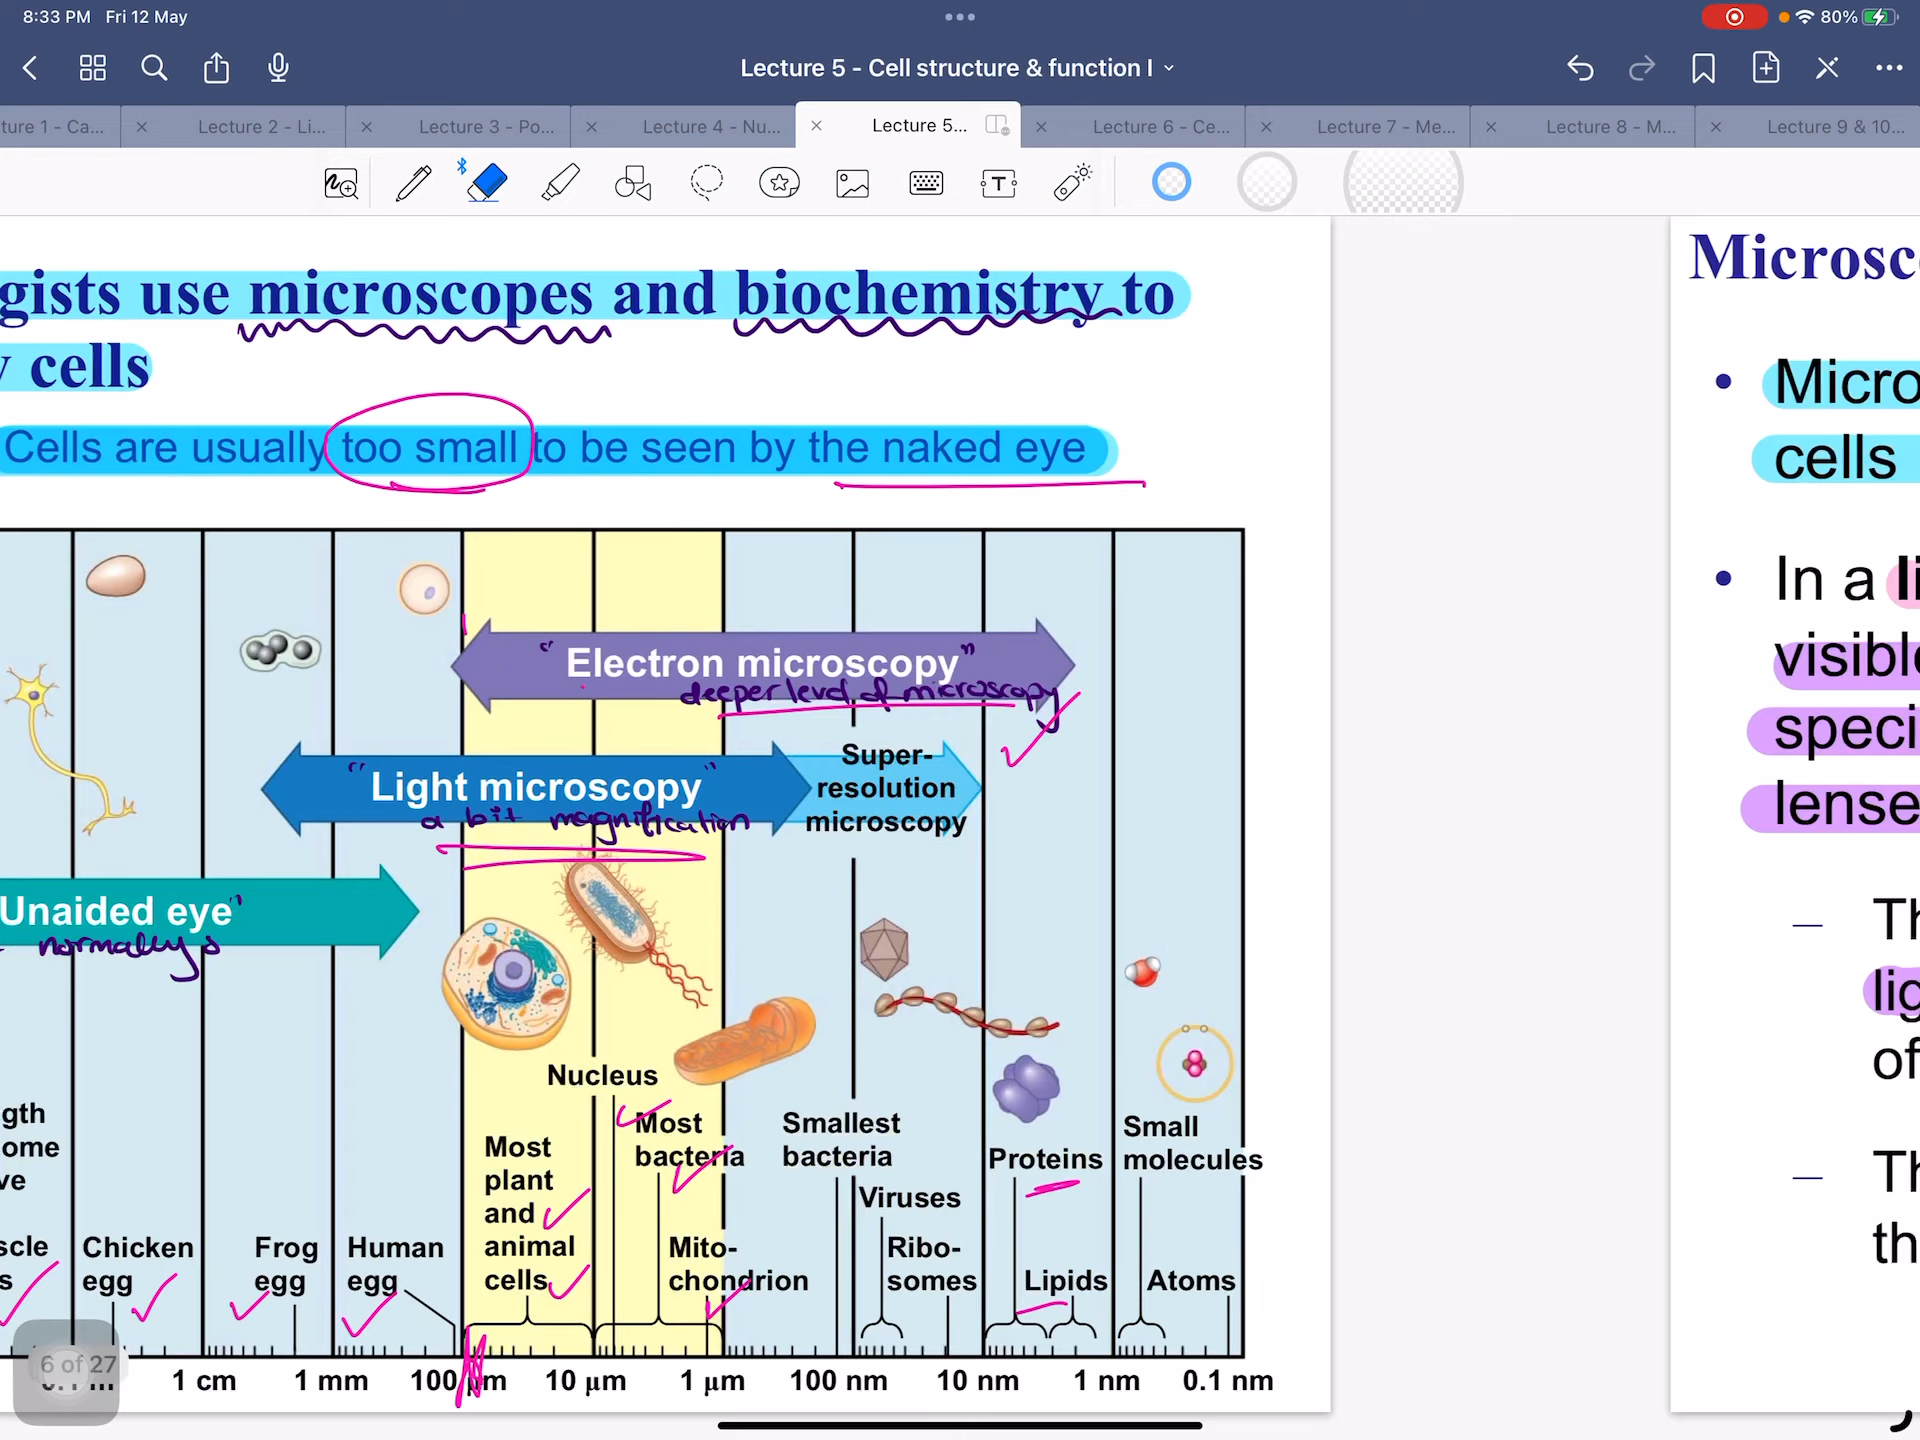 8:33 PM Fri 12 May
80%
Lecture 5 - Cell structure & function I
ture 1 - Ca...
Lecture 2 - Li...
Lecture 3 - Po...
Lecture 4 - Nu...
Lecture 5...
Lecture 6 - Ce...
Lecture 7 - Me...
Lecture 8 - M...
Lecture 9 & 10...
gists use microscopes and biochemistry to
y cells
Cells are usually too small to be seen by the naked eye
"Electron microscopy"
deeper level of microscopy
"Light microscopy"
a bit magnification
Super-
resolution
microscopy
Unaided eye"
normally
Nucleus
Most
bacteria
Smallest
bacteria
Small
molecules
Most
plant
and
animal
cells
Proteins
Viruses
gth
ome
ve
scle
s
Chicken
egg
Frog
egg
Human
egg
Mito-
chondrion
Ribo-
somes
Lipids
Atoms
6 of 27
1 cm
1 mm
100 µm
10 µm
1 µm
100 nm
10 nm
1 nm
0.1 nm
Microsc
• Micro
cells
• In a li
visible
speci
lense
– Th
lig
of
– Th
th